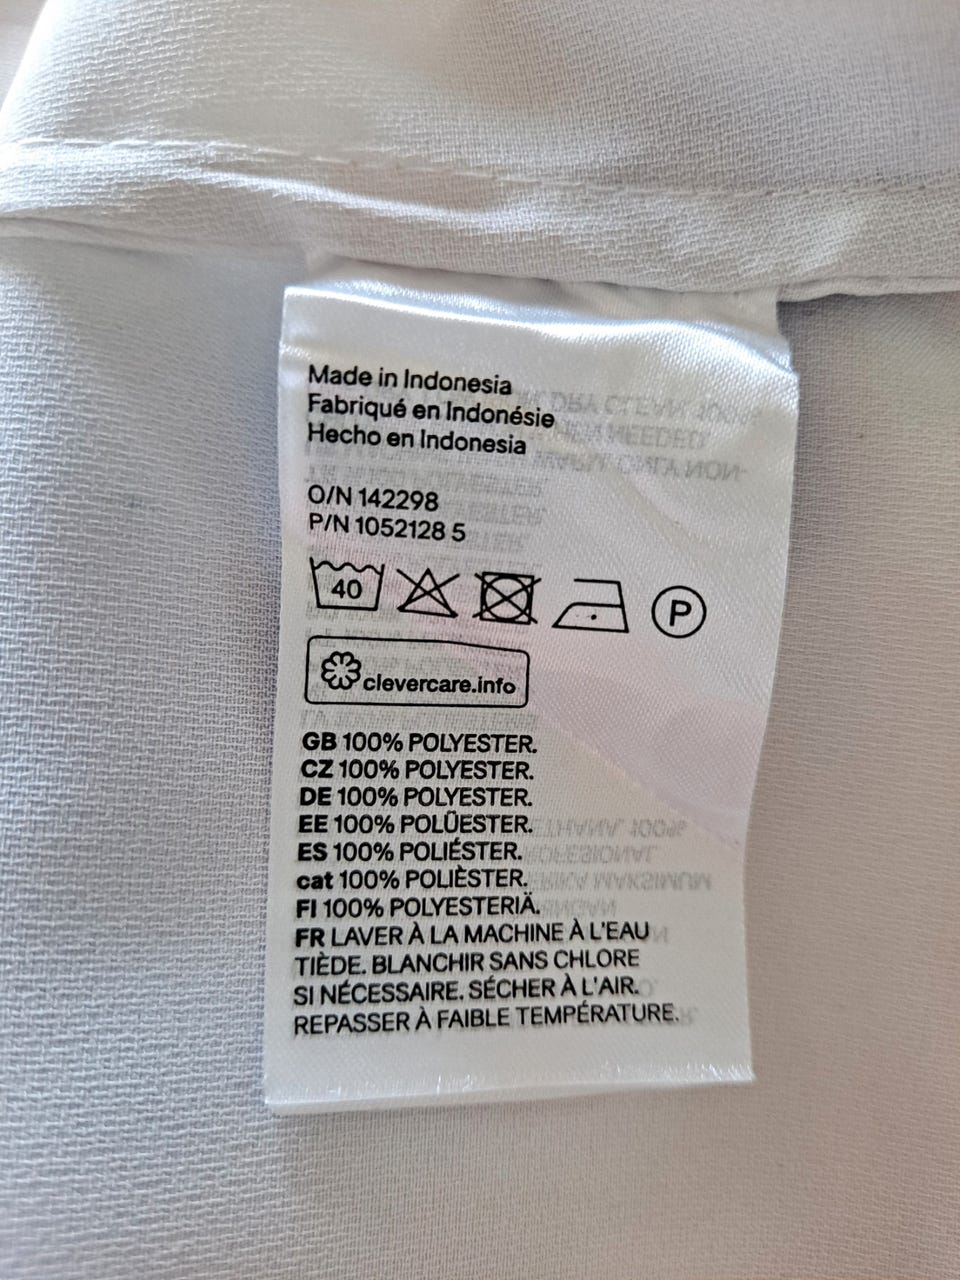 Made in Indonesia
Fabriqué en Indonésie
Hecho en Indonesia
O/N 142298
P/N 1052128 5
40
P
clevercare.info
GB 100% POLYESTER.
CZ 100% POLYESTER.
DE 100% POLYESTER.
EE 100% POLÜESTER.
ES 100% POLIÉSTER.
cat 100% POLIÈSTER.
FI 100% POLYESTERIÄ.
FR LAVER À LA MACHINE À L'EAU
TIÈDE. BLANCHIR SANS CHLORE
SI NÉCESSAIRE. SÉCHER À L'AIR.
REPASSER À FAIBLE TEMPÉRATURE.